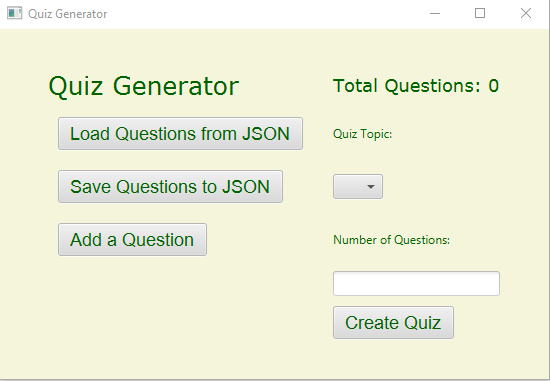 Quiz Generator
Quiz Generator
Load Questions from JSON
Save Questions to JSON
Add a Question
Total Questions: 0
Quiz Topic:
Number of Questions:
Create Quiz